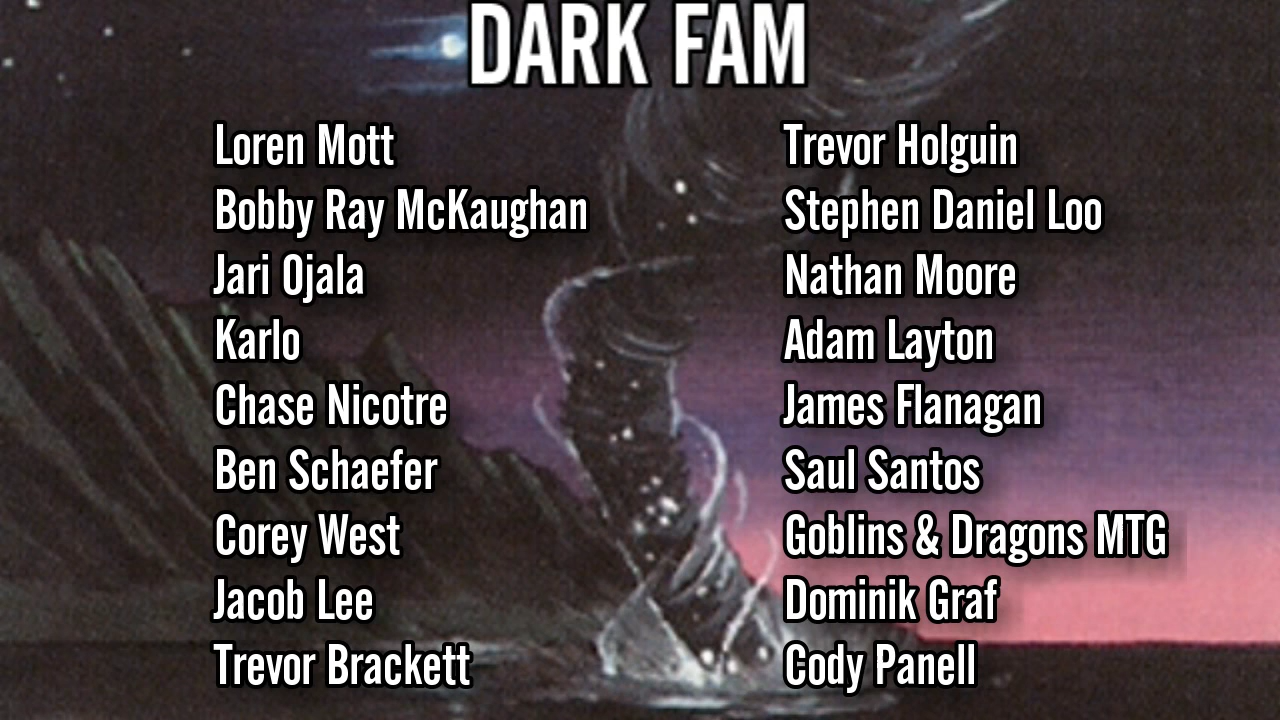 DARK FAM
Loren Mott
Bobby Ray McKaughan
Jari Ojala
Karlo
Chase Nicotre
Ben Schaefer
Corey West
Jacob Lee
Trevor Brackett
Trevor Holguin
Stephen Daniel Loo
Nathan Moore
Adam Layton
James Flanagan
Saul Santos
Goblins & Dragons MTG
Dominik Graf
Cody Panell